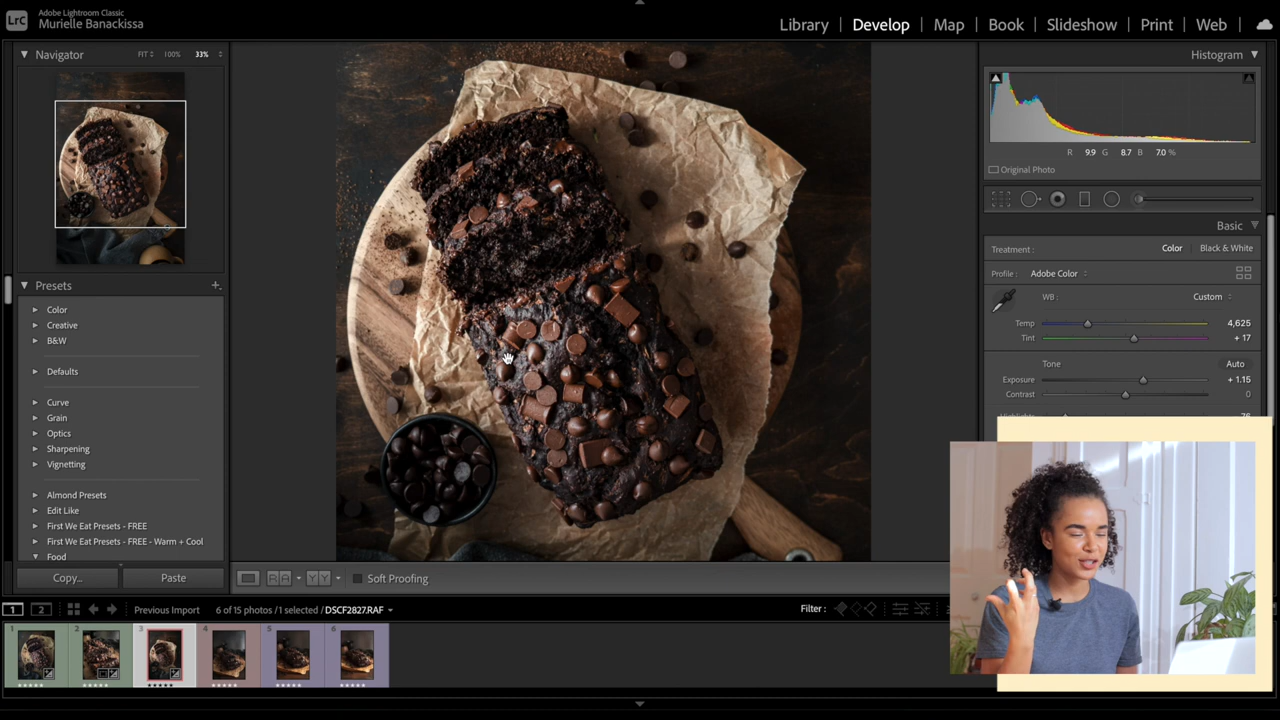 LrC
Adobe Lightroom Classic
Murielle Banackissa
Library | Develop | Map | Book | Slideshow | Print | Web
Navigator FIT 100% 33%
Histogram
R 9.9 G 8.7 B 7.0 %
Original Photo
Basic
Treatment : Color Black & White
Profile : Adobe Color
WB : Custom
Temp 4,625
Tint + 17
Tone Auto
Exposure + 1.15
Contrast 0
Presets
Color
Creative
B&W
Defaults
Curve
Grain
Optics
Sharpening
Vignetting
Almond Presets
Edit Like
First We Eat Presets - FREE
First We Eat Presets - FREE - Warm + Cool
Food
Copy... Paste
R A Y Y Soft Proofing
1 2 Previous Import 6 of 15 photos / 1 selected / DSCF2827.RAF Filter :
1 2 3 4 5 6